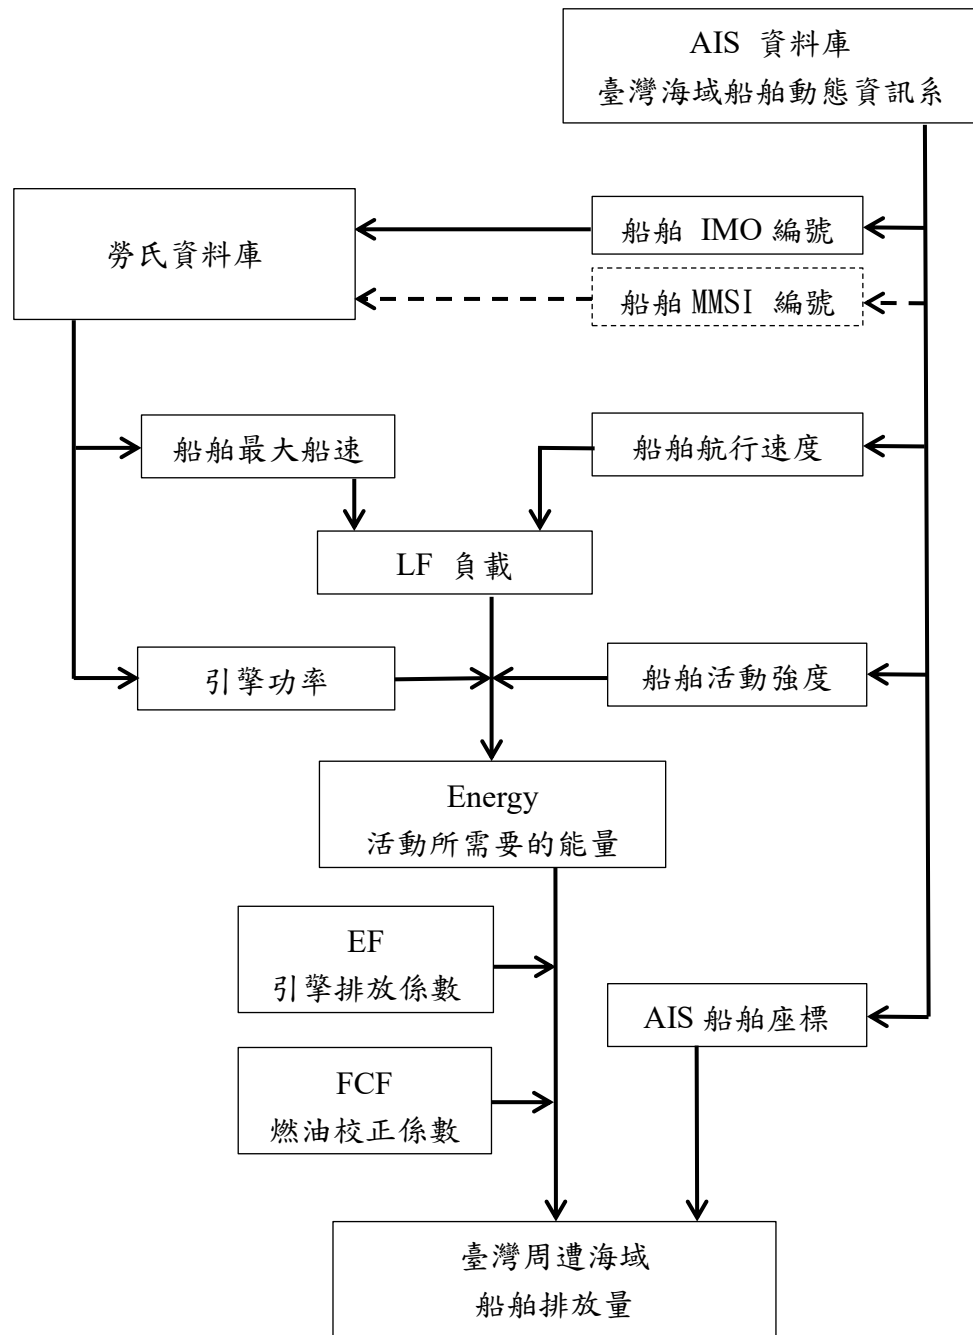 AIS 資料庫
臺灣海域船舶動態資訊系
勞氏資料庫
船舶 IMO 編號
船舶 MMSI 編號
船舶最大船速
船舶航行速度
LF 負載
引擎功率
船舶活動強度
Energy
活動所需要的能量
EF
引擎排放係數
AIS 船舶座標
FCF
燃油校正係數
臺灣周遭海域
船舶排放量